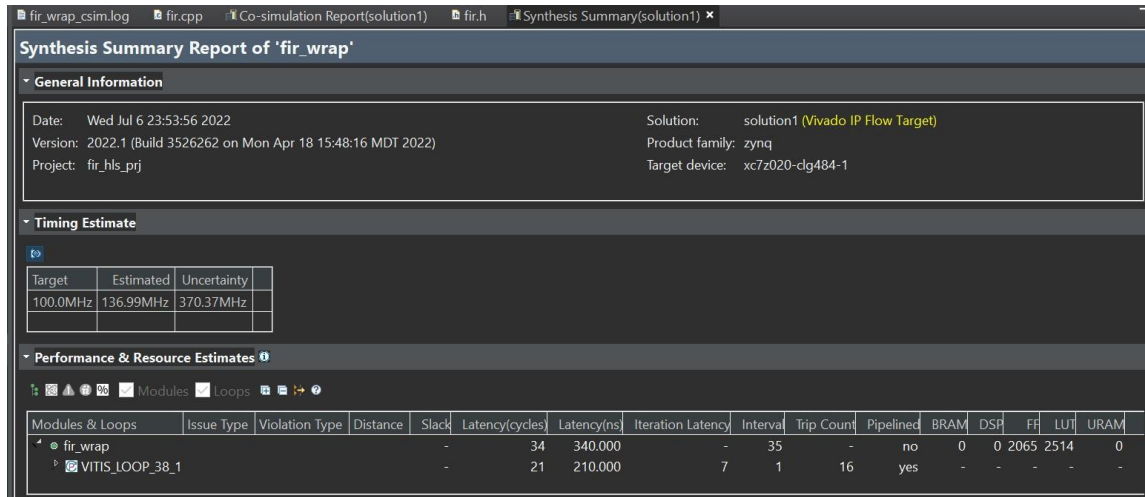 fir_wrap_csim.log fir.cpp Co-simulation Report(solution1) fir.h Synthesis Summary(solution1) ×
Synthesis Summary Report of 'fir_wrap'
General Information
Date: Wed Jul 6 23:53:56 2022 Solution: solution1 (Vivado IP Flow Target)
Version: 2022.1 (Build 3526262 on Mon Apr 18 15:48:16 MDT 2022) Product family: zynq
Project: fir_hls_prj Target device: xc7z020-clg484-1
Timing Estimate
Target Estimated Uncertainty
100.0MHz 136.99MHz 370.37MHz
Performance & Resource Estimates
% Modules Loops
Modules & Loops Issue Type Violation Type Distance Slack Latency(cycles) Latency(ns) Iteration Latency Interval Trip Count Pipelined BRAM DSP FF LUT URAM
fir_wrap - 34 340.000 - 35 - no 0 0 2065 2514 0
VITIS_LOOP_38_1 - 21 210.000 7 1 16 yes - - - - -